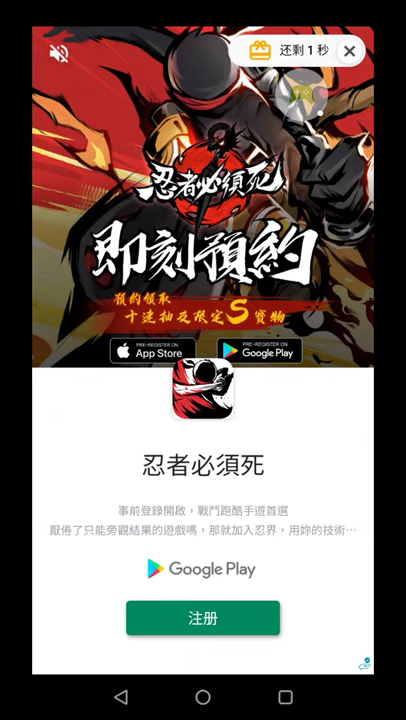 还剩 1 秒
忍者必須死
即刻預約
預約領取
十連抽及限定S寶物
PRE-REGISTER ON
App Store
PRE-REGISTER ON
Google Play
忍者必須死
事前登錄開啟，戰鬥跑酷手遊首選
厭倦了只能旁觀結果的遊戲嗎，那就加入忍界，用妳的技術…
Google Play
注册